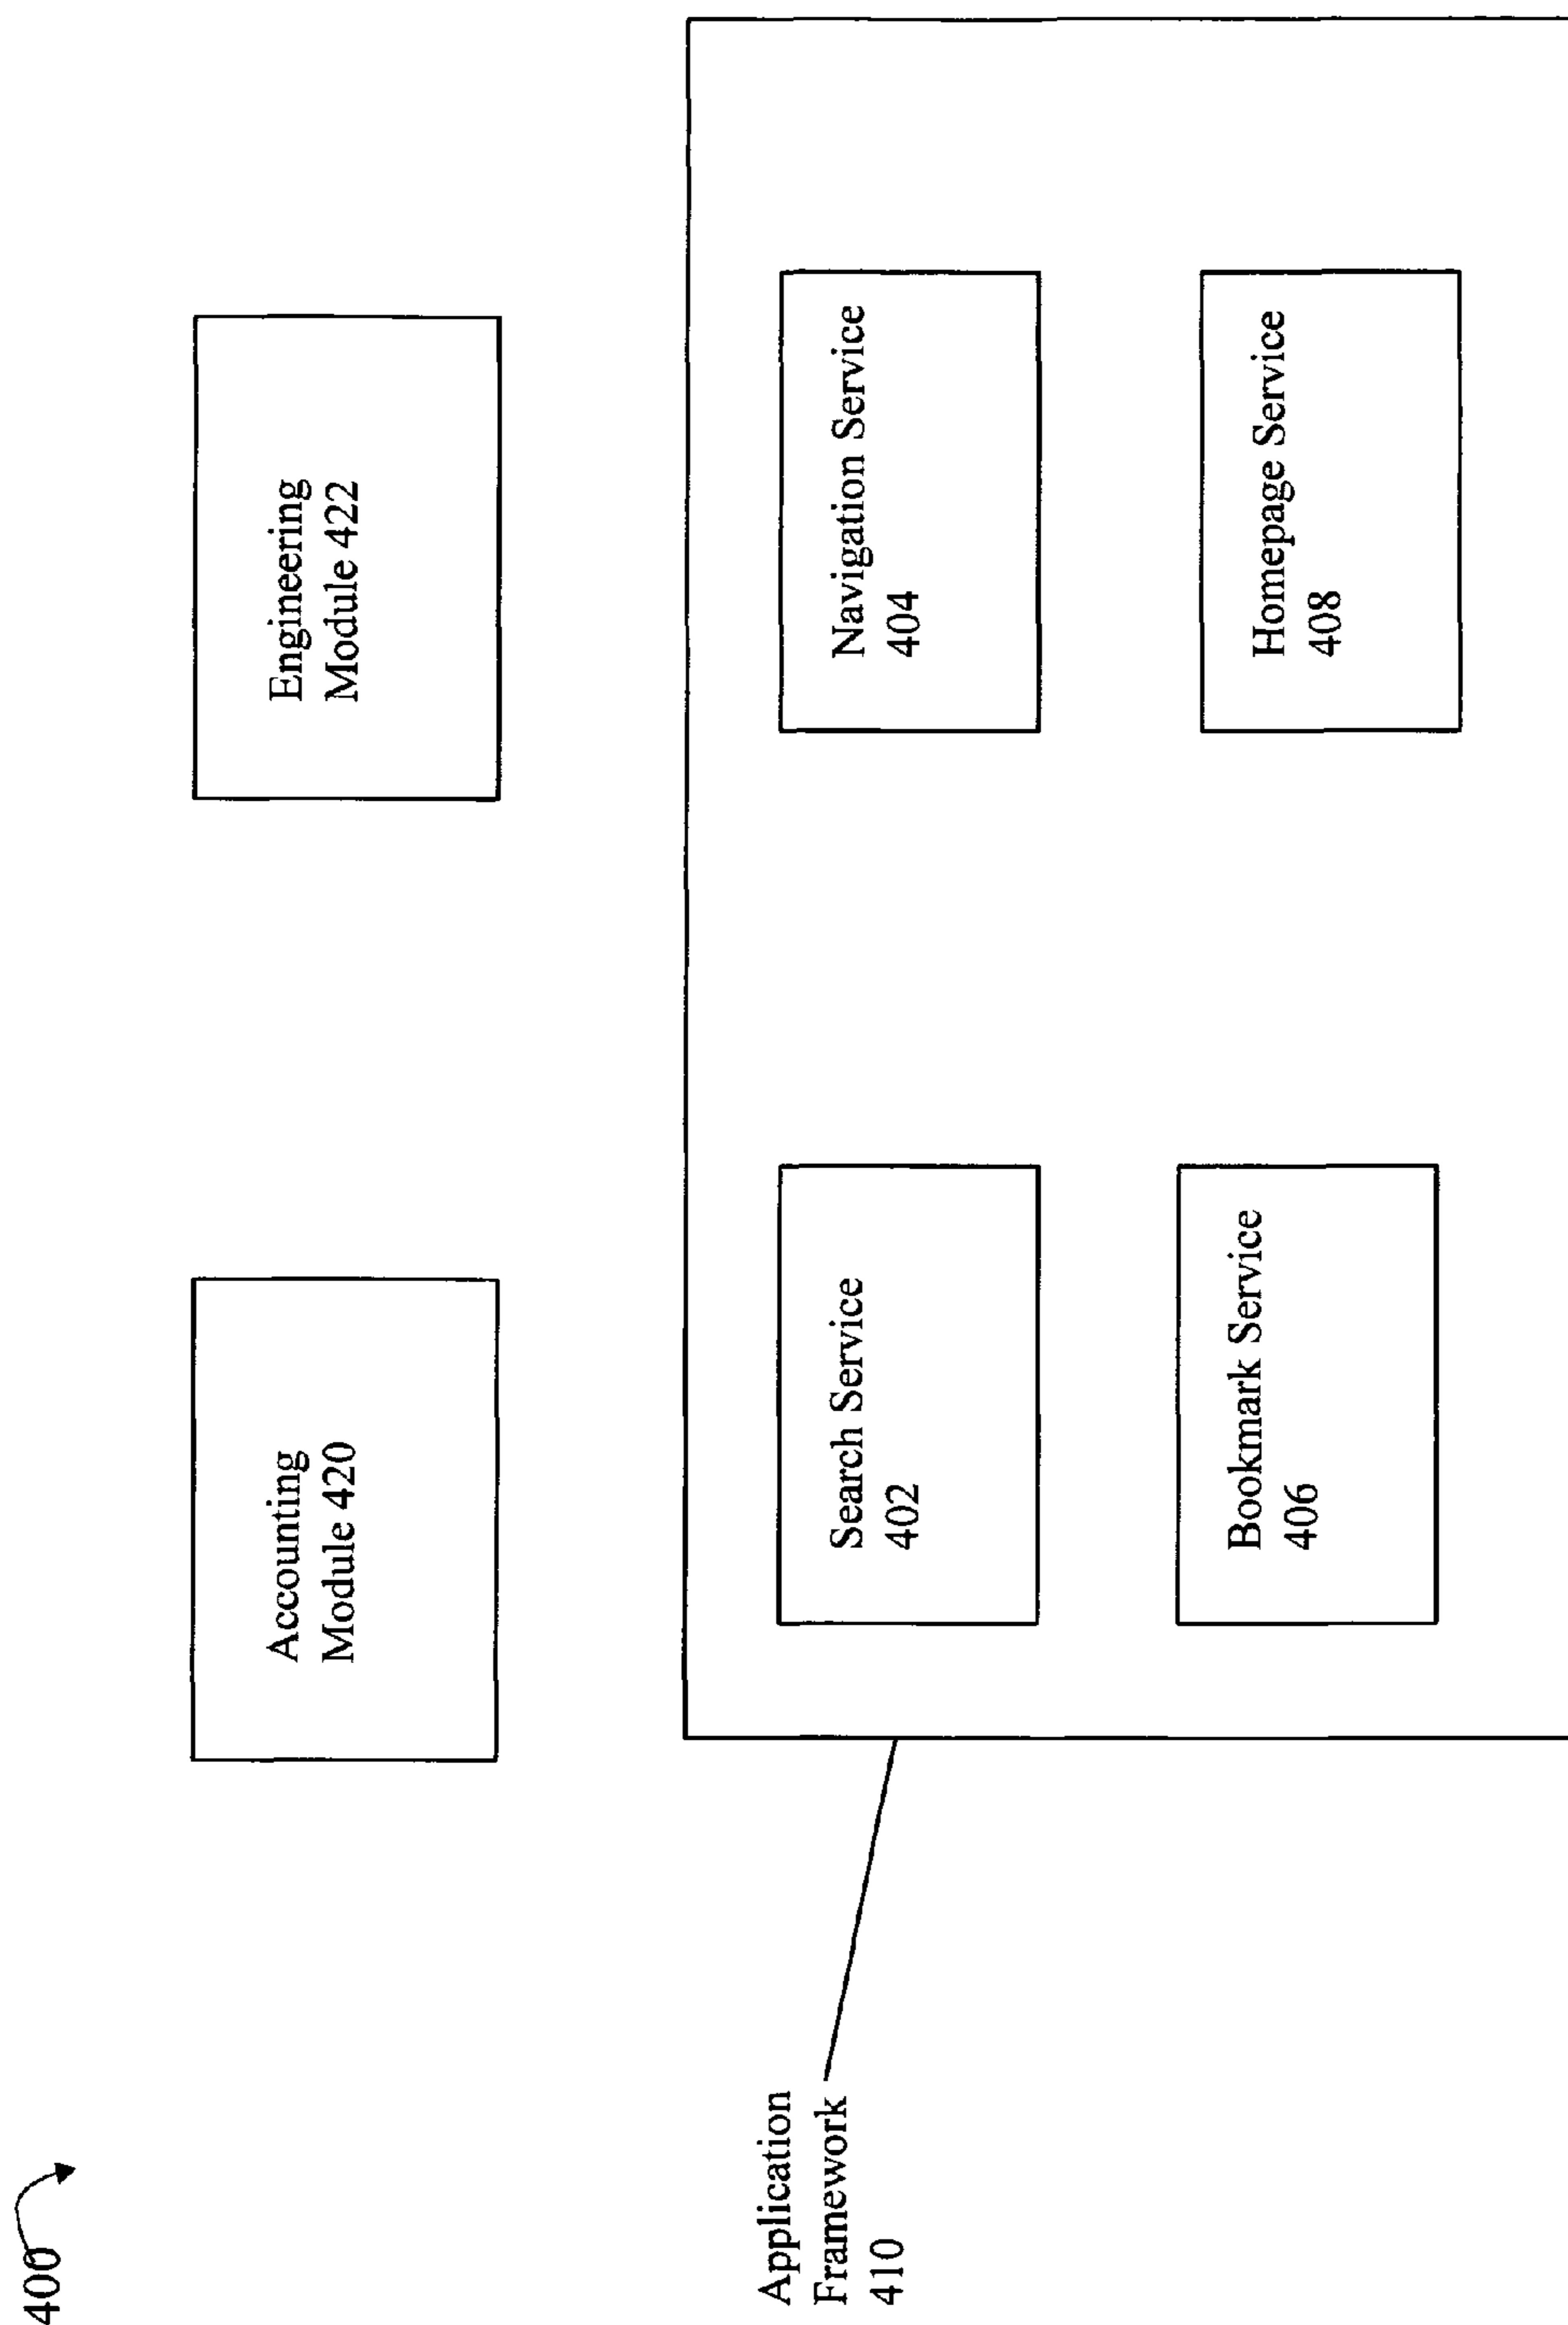 400
Accounting
Module 420
Engineering
Module 422
Application
Framework
410
Search Service
402
Navigation Service
404
Bookmark Service
406
Homepage Service
408